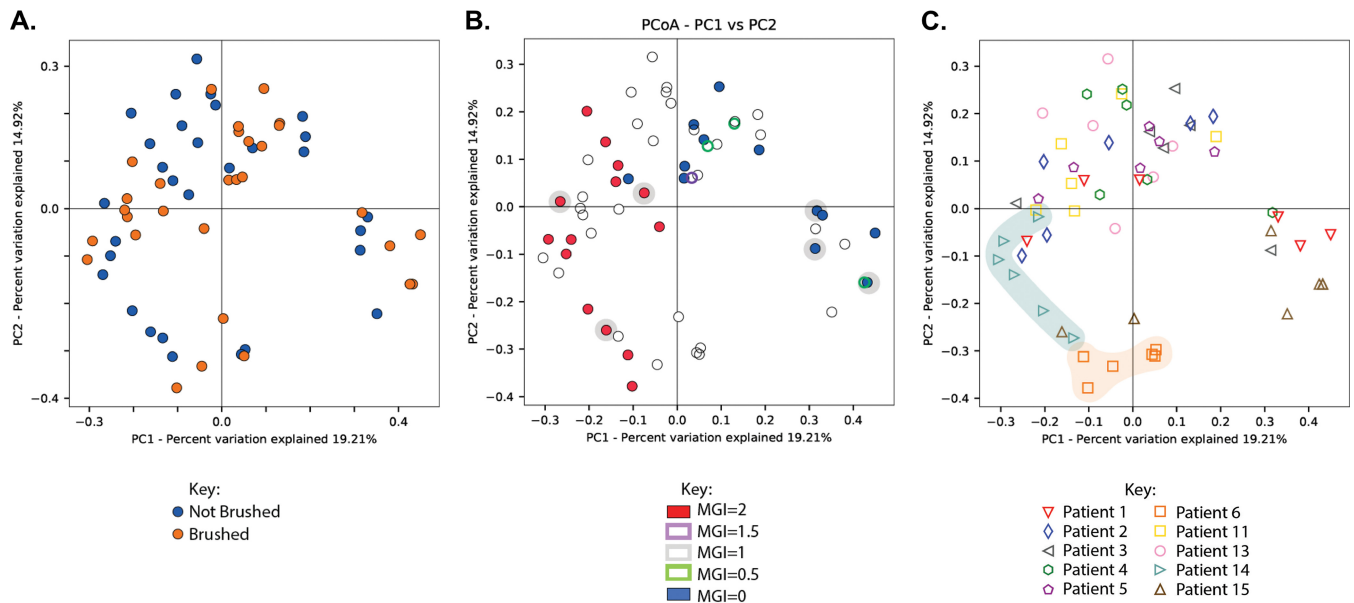 A.
0.3
0.0
−0.4
−0.3
0.0
0.4
PC2 - Percent variation explained 14.92%
PC1 - Percent variation explained 19.21%
Key:
Not Brushed
Brushed
B.
PCoA - PC1 vs PC2
0.3
0.2
0.1
0.0
−0.1
−0.2
−0.3
−0.4
−0.3
−0.2
−0.1
0.0
0.1
0.2
0.3
0.4
PC2 - Percent variation explained 14.92%
PC1 - Percent variation explained 19.21%
Key:
MGI=2
MGI=1.5
MGI=1
MGI=0.5
MGI=0
C.
0.3
0.2
0.1
0.0
−0.1
−0.2
−0.3
−0.4
−0.3
−0.2
−0.1
0.0
0.1
0.2
0.3
0.4
PC2 - Percent variation explained 14.92%
PC1 - Percent variation explained 19.21%
Key:
Patient 1
Patient 2
Patient 3
Patient 4
Patient 5
Patient 6
Patient 11
Patient 13
Patient 14
Patient 15